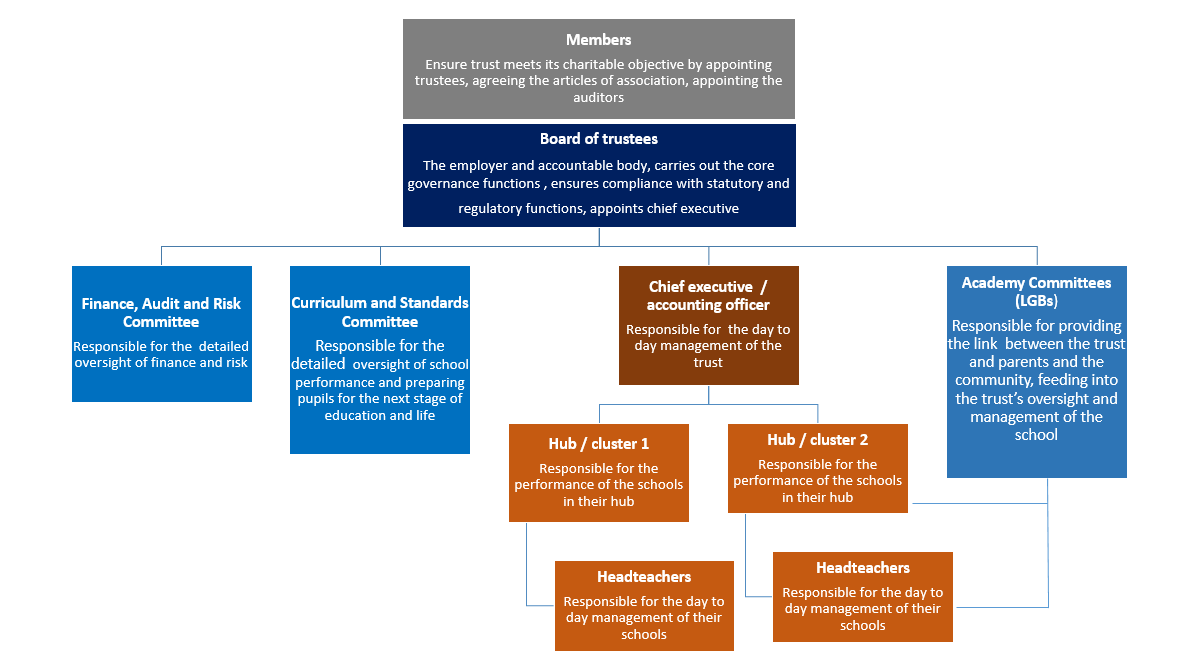 Members
Ensure trust meets its charitable objective by appointing
trustees, agreeing the articles of association, appointing the
auditors
Board of trustees
The employer and accountable body, carries out the core
governance functions , ensures compliance with statutory and
regulatory functions, appoints chief executive
Finance, Audit and Risk
Committee
Responsible for the detailed
oversight of finance and risk
Curriculum and Standards
Committee
Responsible for the
detailed oversight of school
performance and preparing
pupils for the next stage of
education and life
Chief executive /
accounting officer
Responsible for the day to
day management of the
trust
Academy Committees
(LGBs)
Responsible for providing
the link between the trust
and parents and the
community, feeding into
the trust’s oversight and
management of the
school
Hub / cluster 1
Responsible for the
performance of the schools
in their hub
Hub / cluster 2
Responsible for the
performance of the schools
in their hub
Headteachers
Responsible for the day to
day management of their
schools
Headteachers
Responsible for the day to
day management of their
schools